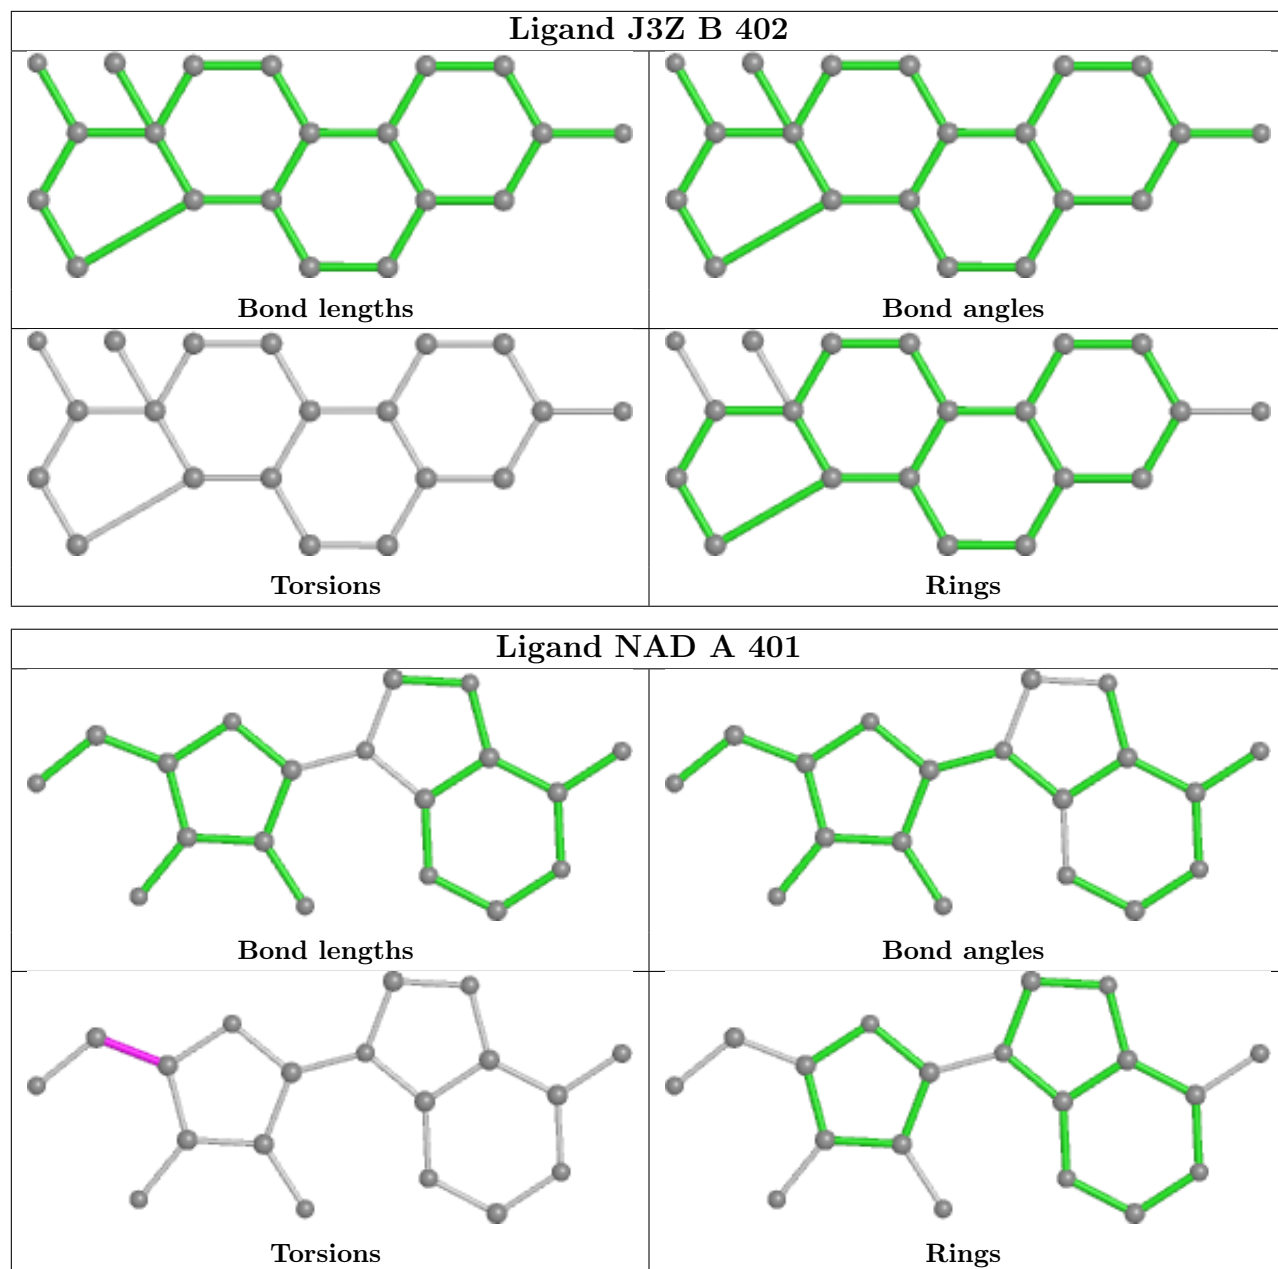 Ligand J3Z B 402
Bond lengths
Bond angles
Torsions
Rings
Ligand NAD A 401
Bond lengths
Bond angles
Torsions
Rings